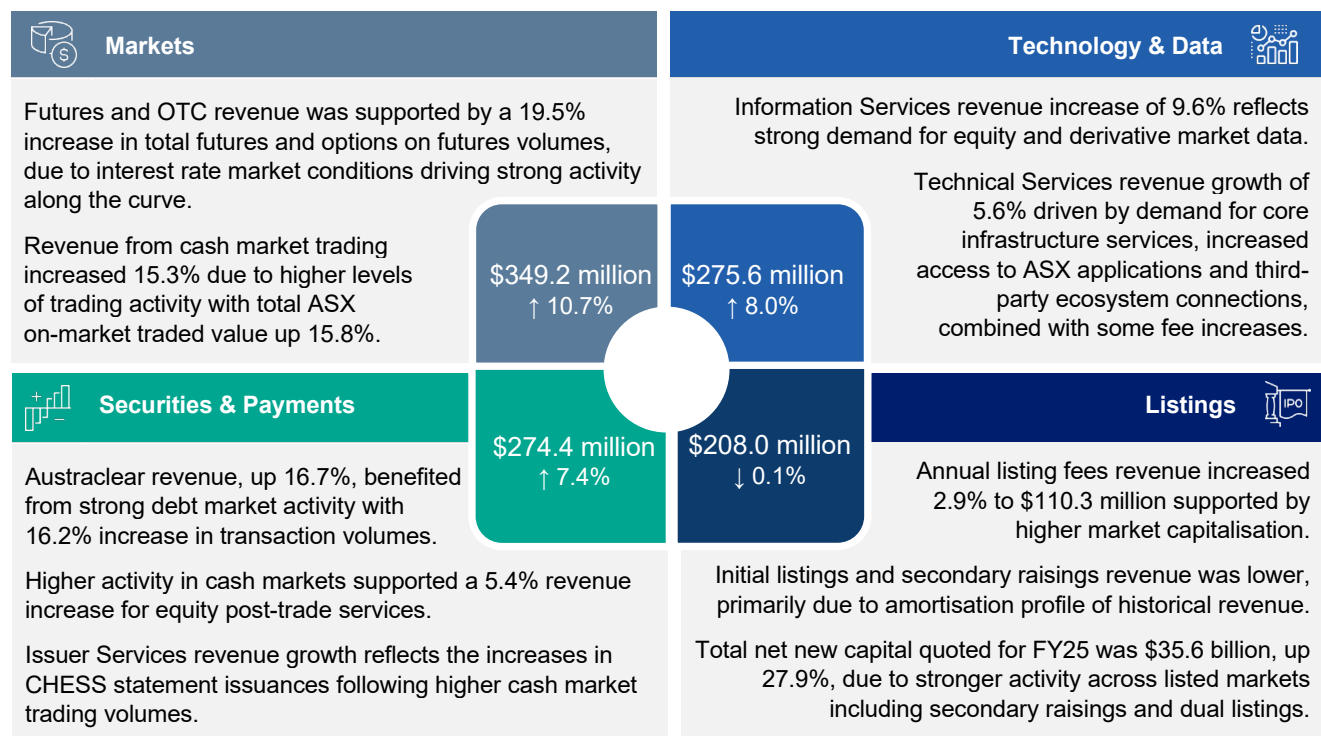 Markets
Futures and OTC revenue was supported by a 19.5%
increase in total futures and options on futures volumes,
due to interest rate market conditions driving strong activity
along the curve.
Revenue from cash market trading
increased 15.3% due to higher levels
of trading activity with total ASX
on-market traded value up 15.8%.
$349.2 million
↑ 10.7%
Technology & Data
Information Services revenue increase of 9.6% reflects
strong demand for equity and derivative market data.
Technical Services revenue growth of
5.6% driven by demand for core
infrastructure services, increased
access to ASX applications and third-
party ecosystem connections,
combined with some fee increases.
$275.6 million
↑ 8.0%
Securities & Payments
Austraclear revenue, up 16.7%, benefited
from strong debt market activity with
16.2% increase in transaction volumes.
Higher activity in cash markets supported a 5.4% revenue
increase for equity post-trade services.
Issuer Services revenue growth reflects the increases in
CHESS statement issuances following higher cash market
trading volumes.
$274.4 million
↑ 7.4%
Listings
IPO
Annual listing fees revenue increased
2.9% to $110.3 million supported by
higher market capitalisation.
Initial listings and secondary raisings revenue was lower,
primarily due to amortisation profile of historical revenue.
Total net new capital quoted for FY25 was $35.6 billion, up
27.9%, due to stronger activity across listed markets
including secondary raisings and dual listings.
$208.0 million
↓ 0.1%